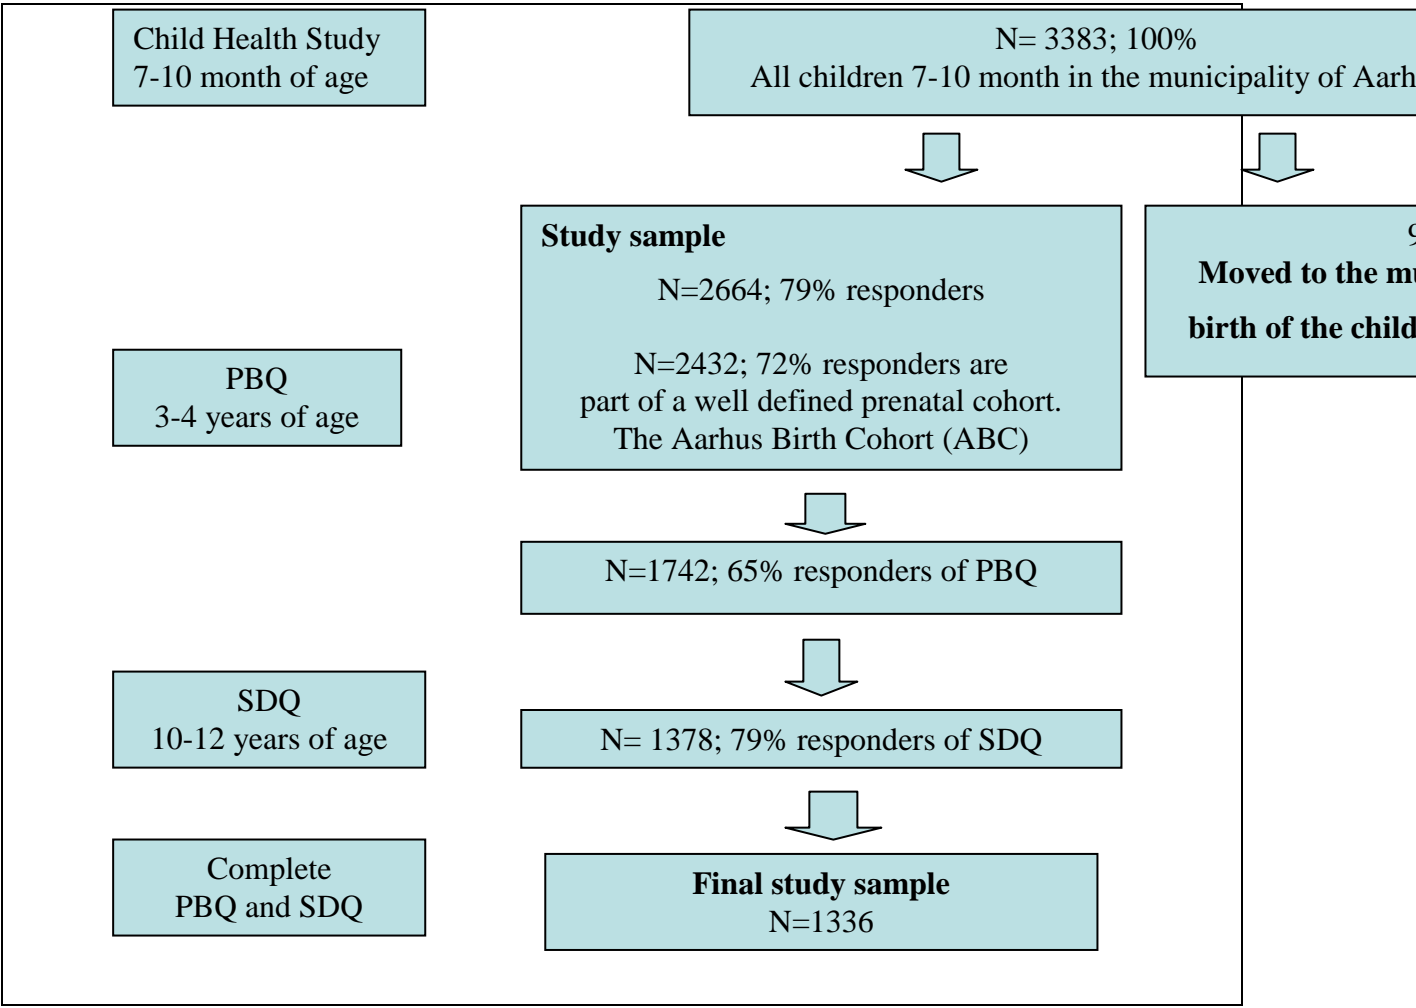 Child Health Study
7-10 month of age
N= 3383; 100%
All children 7-10 month in the municipality of Aarh
Study sample
N=2664; 79% responders
N=2432; 72% responders are
part of a well defined prenatal cohort.
The Aarhus Birth Cohort (ABC)
Moved to the mu
birth of the child
PBQ
3-4 years of age
N=1742; 65% responders of PBQ
SDQ
10-12 years of age
N= 1378; 79% responders of SDQ
Complete
PBQ and SDQ
Final study sample
N=1336